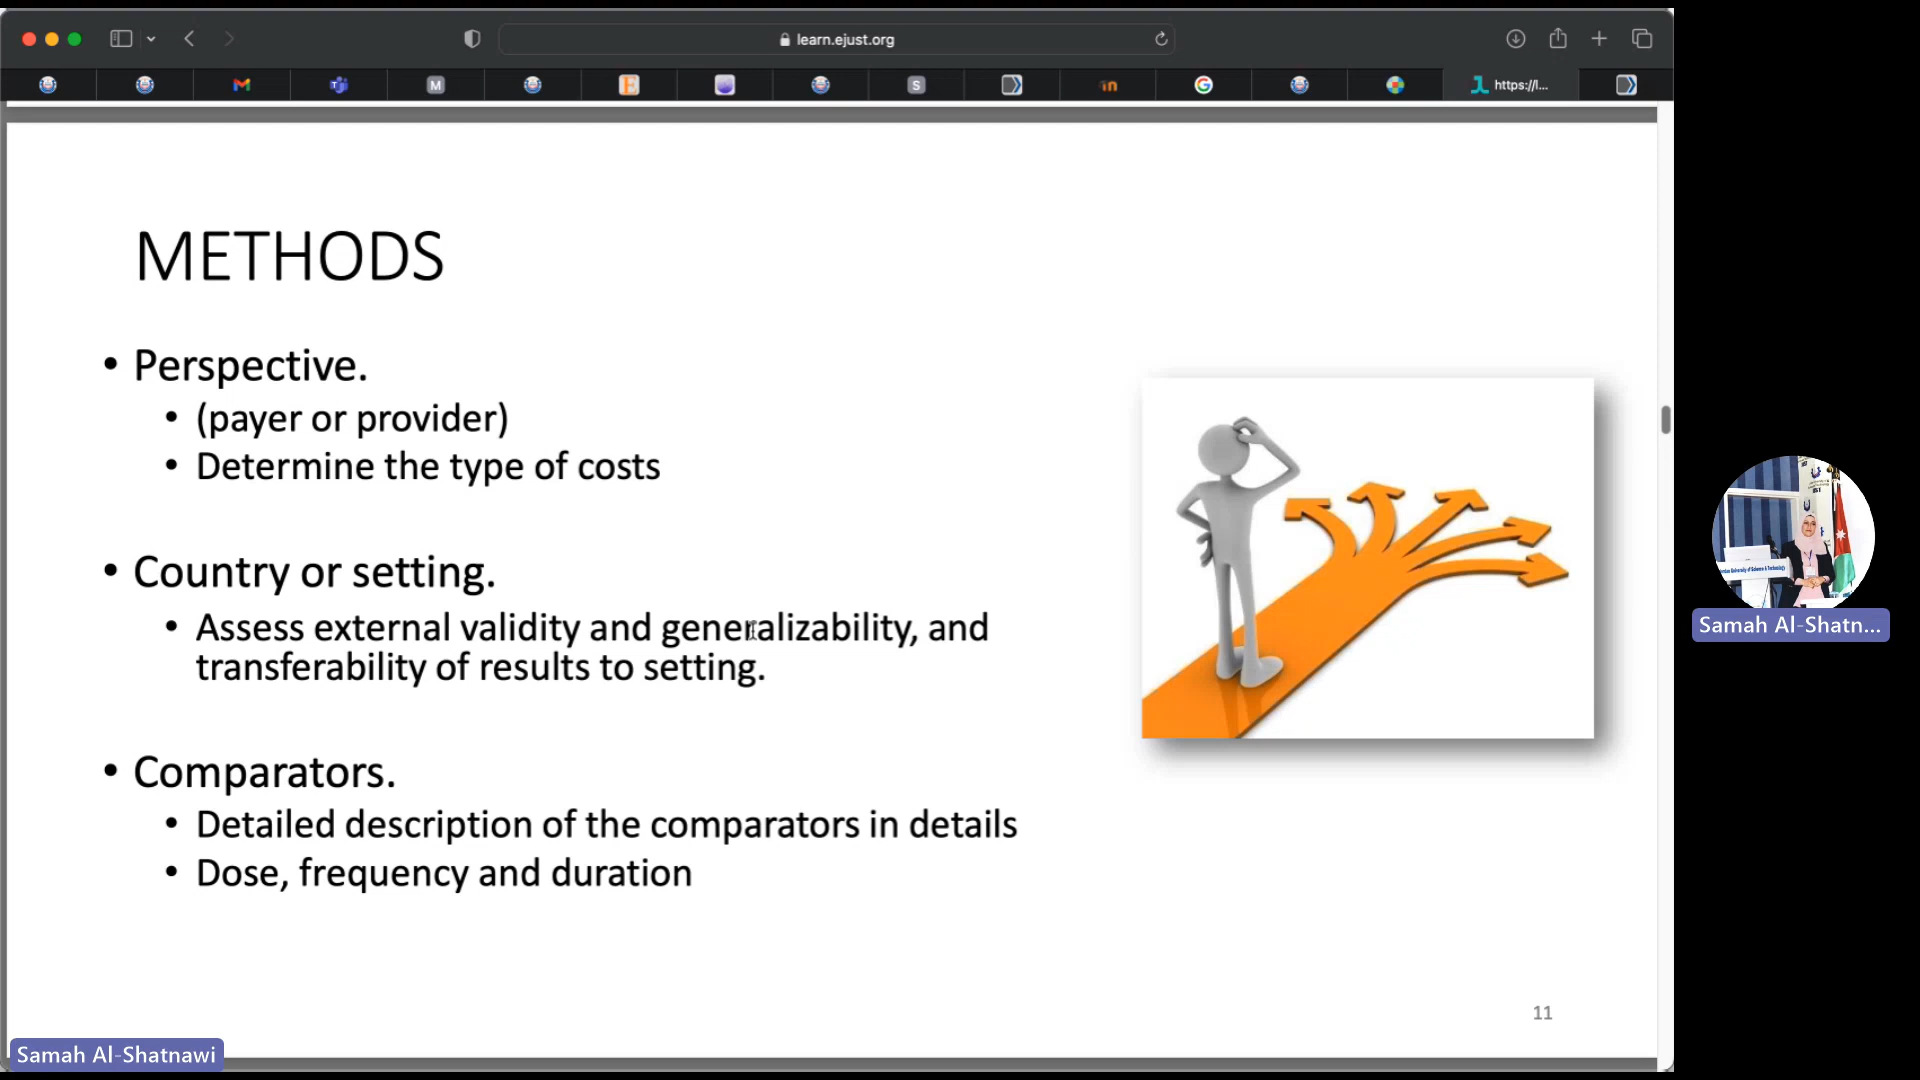 learn.ejust.org
M
S
in
https://l...
METHODS
• Perspective.
• (payer or provider)
• Determine the type of costs
• Country or setting.
• Assess external validity and generalizability, and
transferability of results to setting.
• Comparators.
• Detailed description of the comparators in details
• Dose, frequency and duration
11
Samah Al-Shatnawi
Samah Al-Shatn...